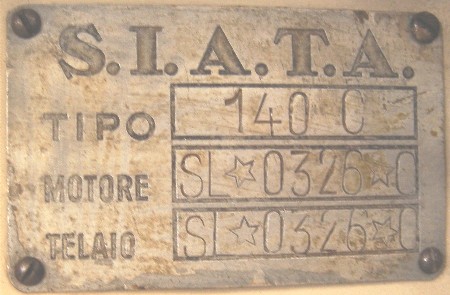 S.I.A.T.A.
TIPO 140 C
MOTORE SL☆0326☆C
TELAIO SL☆0326☆C